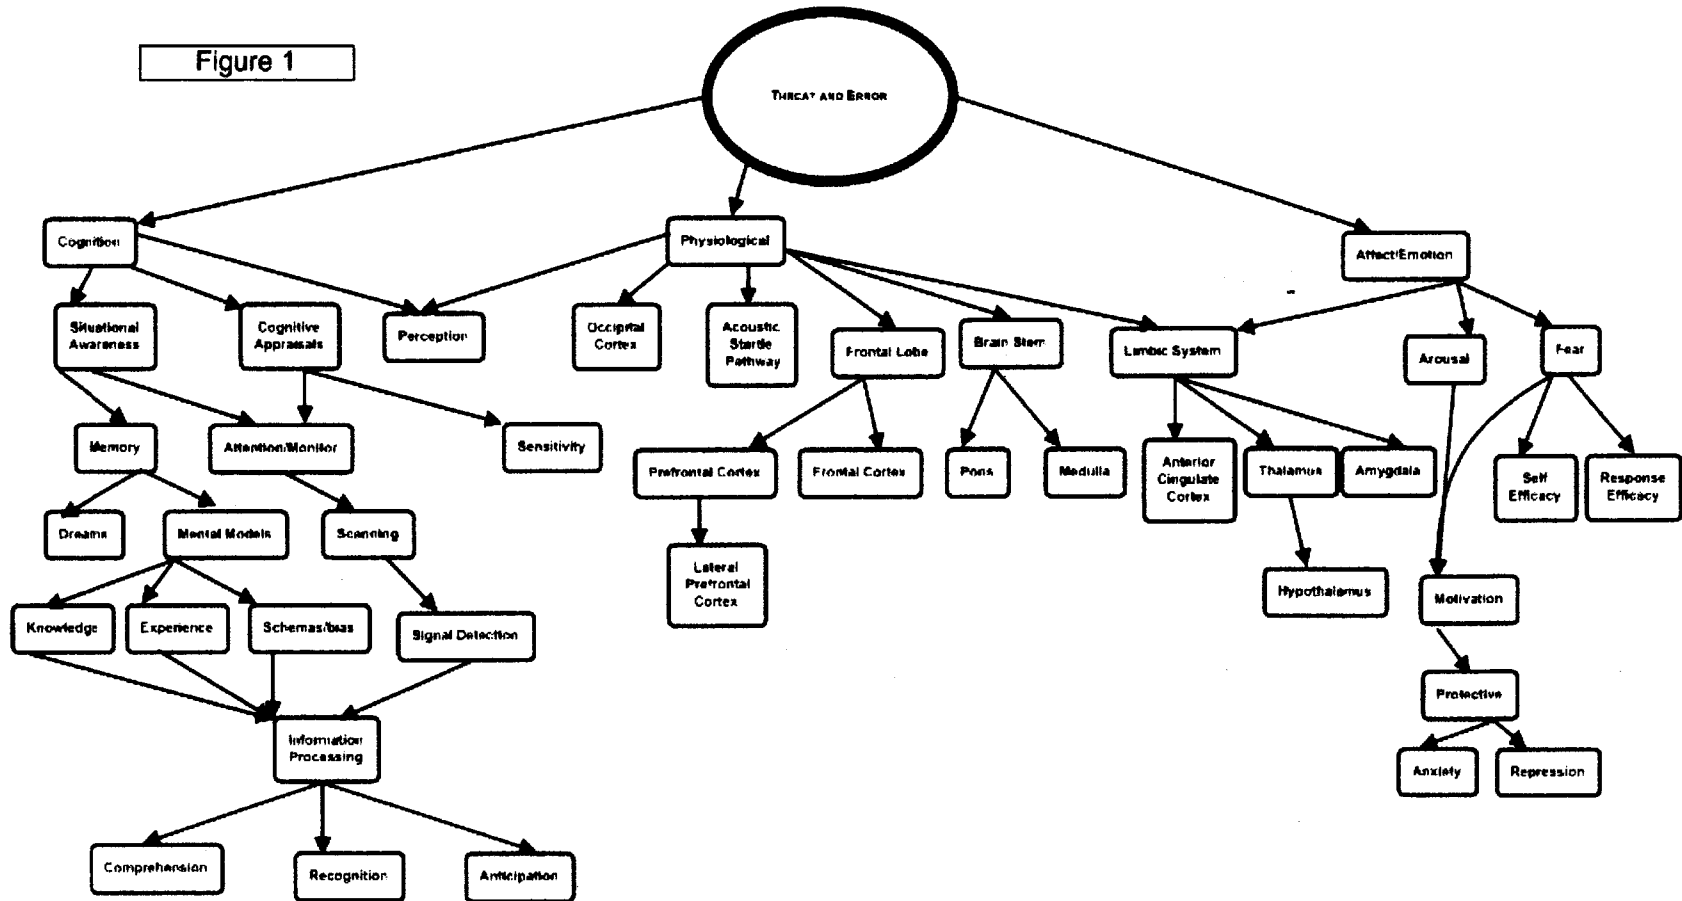 Figure 1
THREAT AND ERROR
Cognition
Physiological
Affect/Emotion
Situational
Awareness
Cognitive
Appraisals
Perception
Occipital
Cortex
Acoustic
Startle
Pathway
Frontal Lobe
Brain Stem
Limbic System
Arousal
Fear
Memory
Attention/Monitor
Sensitivity
Prefrontal Cortex
Frontal Cortex
Pons
Medulla
Anterior
Cingulate
Cortex
Thalamus
Amygdala
Self
Efficacy
Response
Efficacy
Dreams
Mental Models
Scanning
Lateral
Prefrontal
Cortex
Hypothalamus
Motivation
Knowledge
Experience
Schemas/bias
Signal Detection
Protective
Information
Processing
Anxiety
Repression
Comprehension
Recognition
Anticipation